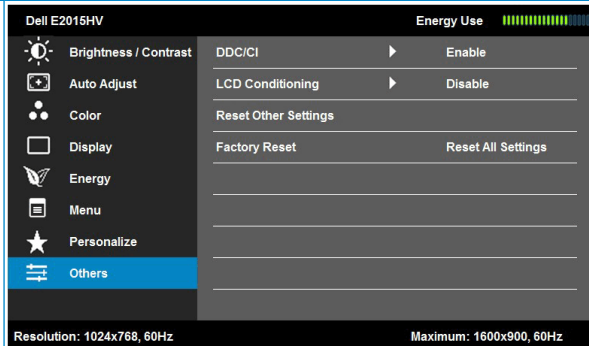 Dell E2015HV Energy Use
Brightness / Contrast DDC/CI Enable
Auto Adjust LCD Conditioning Disable
Color Reset Other Settings
Display Factory Reset Reset All Settings
Energy
Menu
Personalize
Others
Resolution: 1024x768, 60Hz Maximum: 1600x900, 60Hz